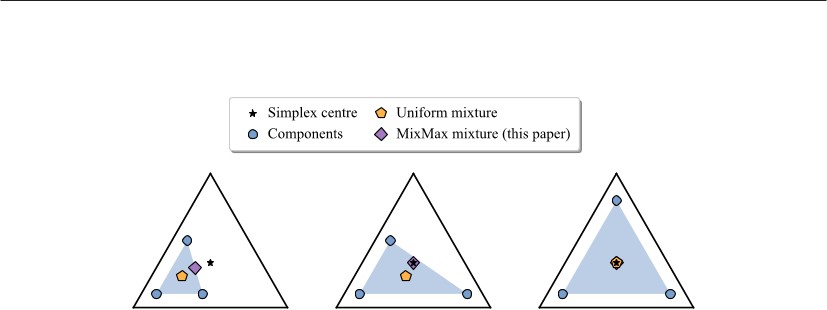 Simplex centre
Uniform mixture
Components
MixMax mixture (this paper)